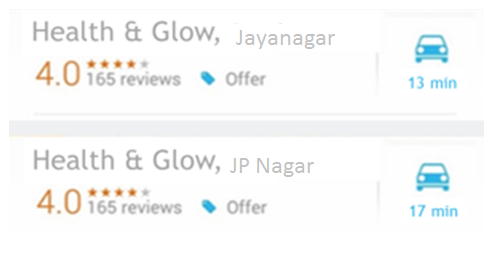 Health & Glow, Jayanagar
4.0 165 reviews Offer
13 min
Health & Glow, JP Nagar
4.0 165 reviews Offer
17 min